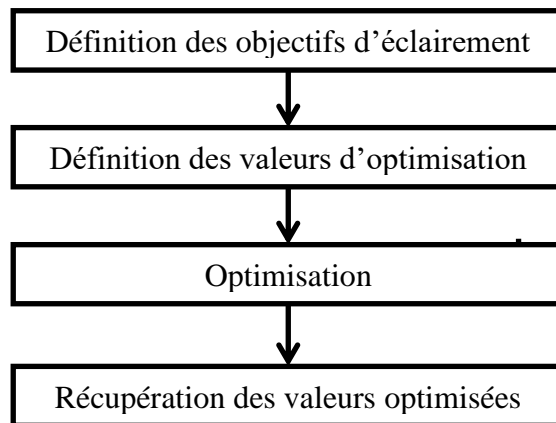 Définition des objectifs d’éclairement
Définition des valeurs d’optimisation
Optimisation
Récupération des valeurs optimisées